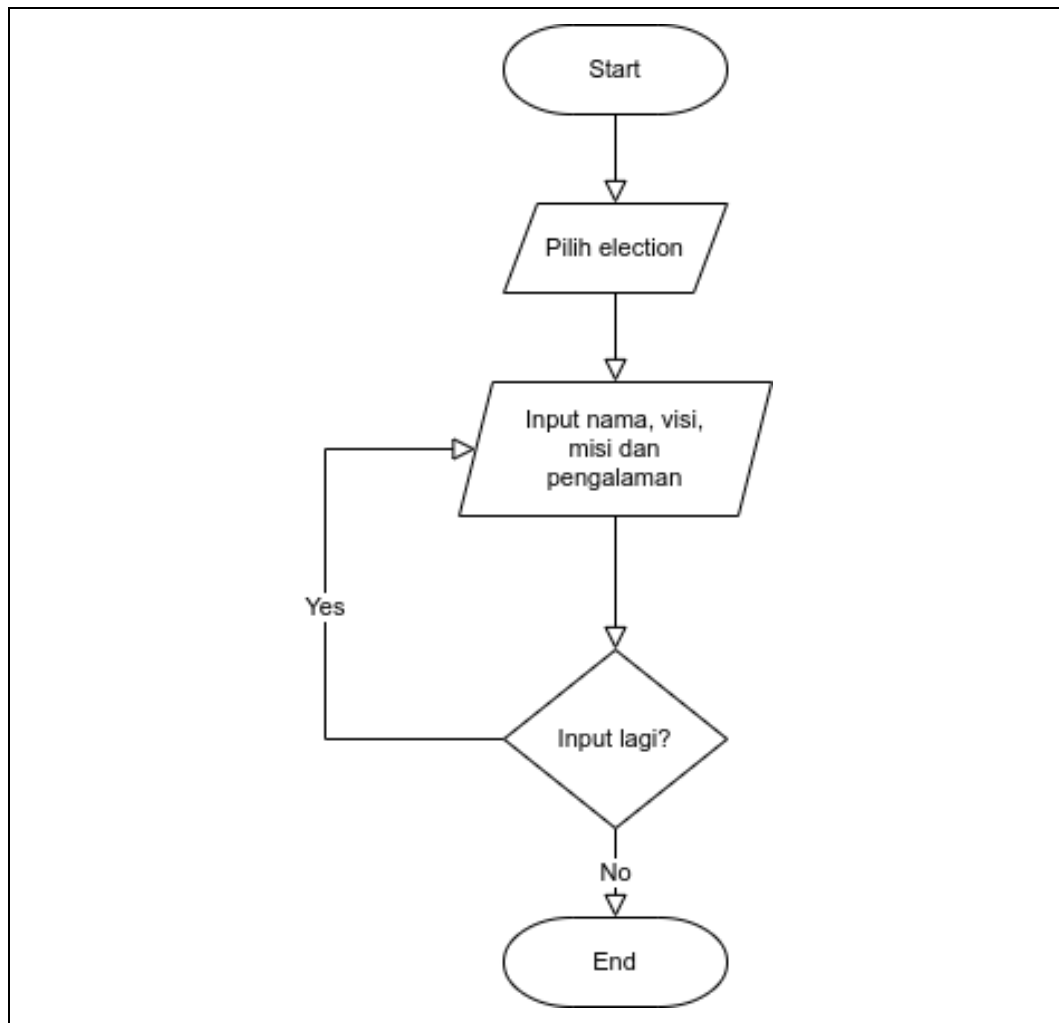 Start
Pilih election
Input nama, visi,
misi dan
pengalaman
Yes
Input lagi?
No
End